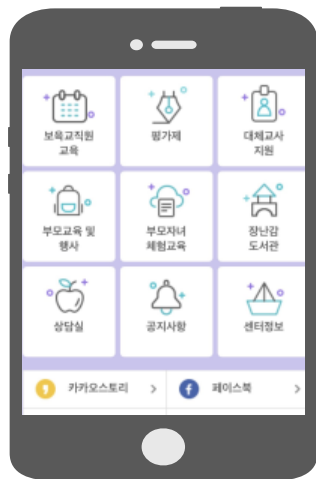 보육교직원
교육
평가제
대체교사
지원
부모교육 및
행사
부모자녀
체험교육
장난감
도서관
상담실
공지사항
센터정보
카카오스토리
페이스북